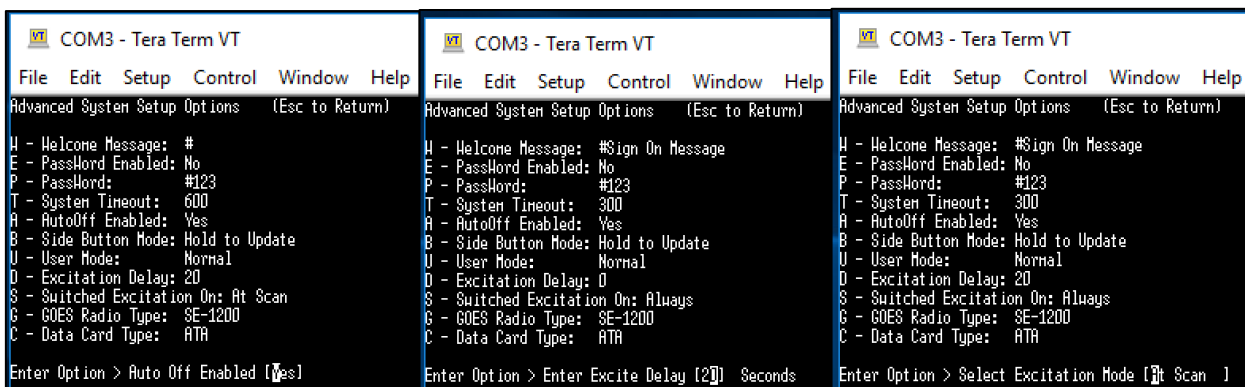 COM3 - Tera Term VT
File Edit Setup Control Window Help
Advanced System Setup Options (Esc to Return)
W - Welcome Message: #
E - PassWord Enabled: No
P - PassWord: #123
T - System Timeout: 600
A - AutoOff Enabled: Yes
B - Side Button Mode: Hold to Update
U - User Mode: Normal
D - Excitation Delay: 20
S - Switched Excitation On: At Scan
G - GOES Radio Type: SE-1200
C - Data Card Type: ATA
Enter Option > Auto Off Enabled [Yes]
COM3 - Tera Term VT
File Edit Setup Control Window Help
Advanced System Setup Options (Esc to Return)
W - Welcome Message: #Sign On Message
E - PassWord Enabled: No
P - PassWord: #123
T - System Timeout: 300
A - AutoOff Enabled: Yes
B - Side Button Mode: Hold to Update
U - User Mode: Normal
D - Excitation Delay: 0
S - Switched Excitation On: Always
G - GOES Radio Type: SE-1200
C - Data Card Type: ATA
Enter Option > Enter Excite Delay [20] Seconds
COM3 - Tera Term VT
File Edit Setup Control Window Help
Advanced System Setup Options (Esc to Return)
W - Welcome Message: #Sign On Message
E - PassWord Enabled: No
P - PassWord: #123
T - System Timeout: 300
A - AutoOff Enabled: Yes
B - Side Button Mode: Hold to Update
U - User Mode: Normal
D - Excitation Delay: 20
S - Switched Excitation On: Always
G - GOES Radio Type: SE-1200
C - Data Card Type: ATA
Enter Option > Select Excitation Mode [At Scan ]